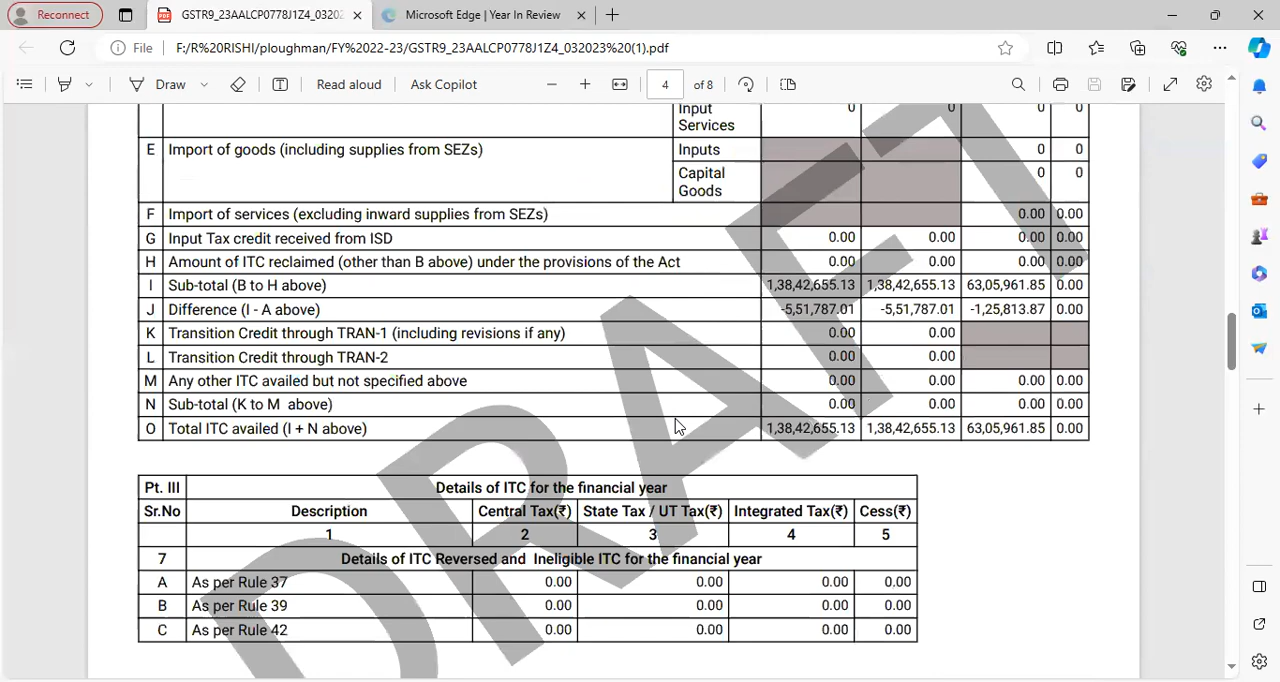 Reconnect
GSTR9_23AALCP0778J1Z4_032023
Microsoft Edge | Year In Review
File
F:/R%20RISHI/ploughman/FY%2022-23/GSTR9_23AALCP0778J1Z4_032023%20(1).pdf
Draw
Read aloud
Ask Copilot
4 of 8
Input Services 0 0 0 0
E Import of goods (including supplies from SEZs) Inputs 0 0
Capital Goods 0 0
F Import of services (excluding inward supplies from SEZs) 0.00 0.00
G Input Tax credit received from ISD 0.00 0.00 0.00 0.00
H Amount of ITC reclaimed (other than B above) under the provisions of the Act 0.00 0.00 0.00 0.00
I Sub-total (B to H above) 1,38,42,655.13 1,38,42,655.13 63,05,961.85 0.00
J Difference (I - A above) -5,51,787.01 -5,51,787.01 -1,25,813.87 0.00
K Transition Credit through TRAN-1 (including revisions if any) 0.00 0.00
L Transition Credit through TRAN-2 0.00 0.00
M Any other ITC availed but not specified above 0.00 0.00 0.00 0.00
N Sub-total (K to M above) 0.00 0.00 0.00 0.00
O Total ITC availed (I + N above) 1,38,42,655.13 1,38,42,655.13 63,05,961.85 0.00
DRAFT
Pt. III Details of ITC for the financial year
Sr.No Description Central Tax(₹) State Tax / UT Tax(₹) Integrated Tax(₹) Cess(₹)
1 2 3 4 5
7 Details of ITC Reversed and Ineligible ITC for the financial year
A As per Rule 37 0.00 0.00 0.00 0.00
B As per Rule 39 0.00 0.00 0.00 0.00
C As per Rule 42 0.00 0.00 0.00 0.00